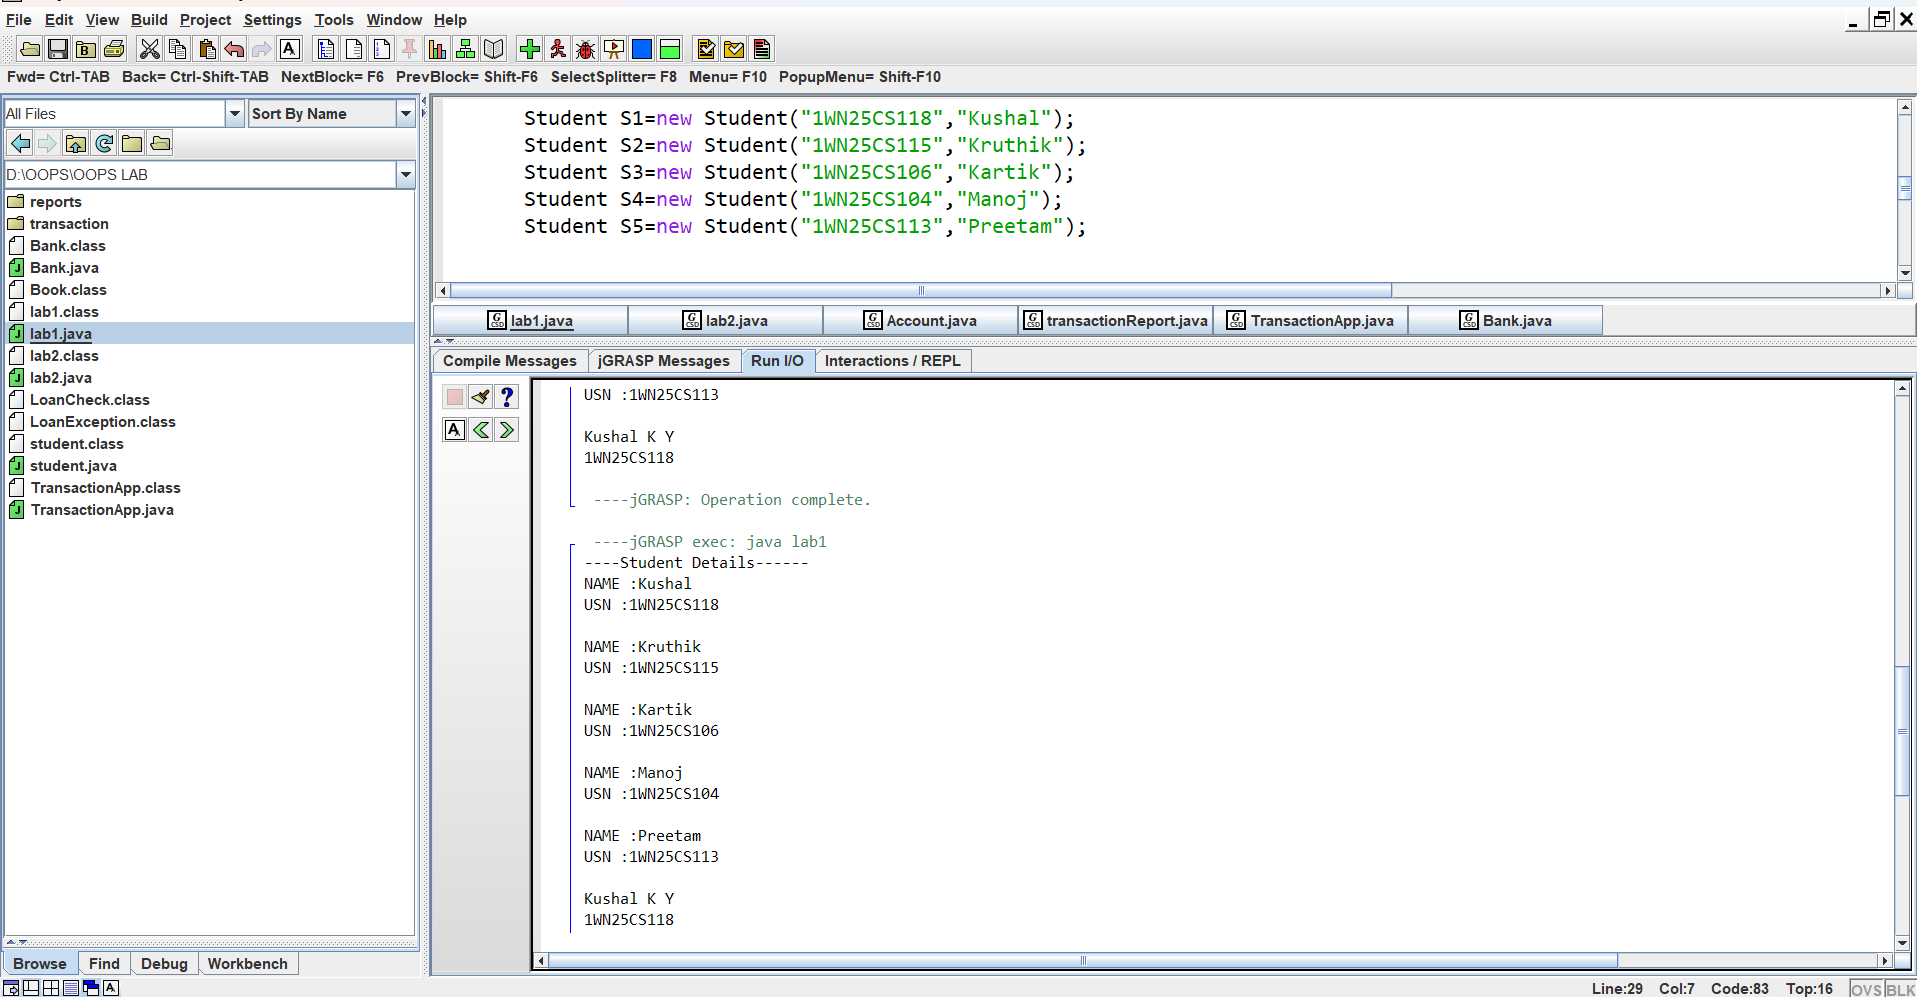 File Edit View Build Project Settings Tools Window Help
Fwd= Ctrl-TAB Back= Ctrl-Shift-TAB NextBlock= F6 PrevBlock= Shift-F6 SelectSplitter= F8 Menu= F10 PopupMenu= Shift-F10
All Files
Sort By Name
D:\OOPS\OOPS LAB
reports
transaction
Bank.class
Bank.java
Book.class
lab1.class
lab1.java
lab2.class
lab2.java
LoanCheck.class
LoanException.class
student.class
student.java
TransactionApp.class
TransactionApp.java
Browse Find Debug Workbench
Student S1=new Student("1WN25CS118","Kushal");
Student S2=new Student("1WN25CS115","Kruthik");
Student S3=new Student("1WN25CS106","Kartik");
Student S4=new Student("1WN25CS104","Manoj");
Student S5=new Student("1WN25CS113","Preetam");
lab1.java lab2.java Account.java transactionReport.java TransactionApp.java Bank.java
Compile Messages jGRASP Messages Run I/O Interactions / REPL
USN :1WN25CS113
Kushal K Y
1WN25CS118
----jGRASP: Operation complete.
----jGRASP exec: java lab1
----Student Details------
NAME :Kushal
USN :1WN25CS118
NAME :Kruthik
USN :1WN25CS115
NAME :Kartik
USN :1WN25CS106
NAME :Manoj
USN :1WN25CS104
NAME :Preetam
USN :1WN25CS113
Kushal K Y
1WN25CS118
Line:29 Col:7 Code:83 Top:16 OVS BLK